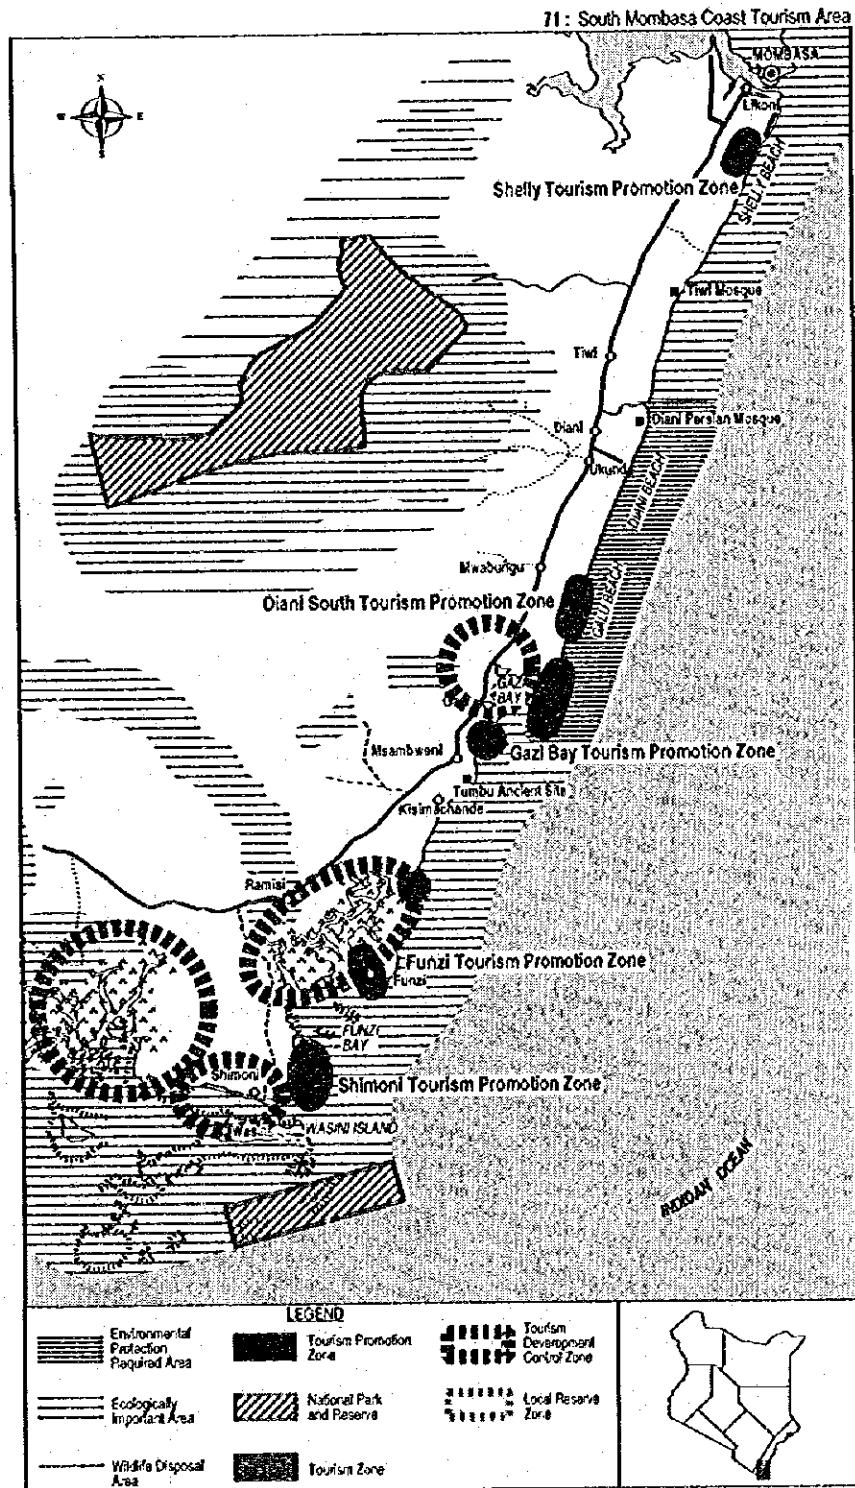 71: South Mombasa Coast Tourism Area
N
W E
S
MOMBASA
Likoni
SHELLY BEACH
Shelly Tourism Promotion Zone
Tiwi Mosque
Tiwi
Diani Persian Mosque
Diani
Ukunda
DIANI BEACH
Mwabungu
Diani South Tourism Promotion Zone
GALU BEACH
GAZI
BAY
Msambweni
Gazi Bay Tourism Promotion Zone
Tumbu Ancient Site
Kisimachande
Ramisi
Funzi Tourism Promotion Zone
Funzi
FUNZI
BAY
Shimoni
Shimoni Tourism Promotion Zone
WASINI ISLAND
INDIAN OCEAN
LEGEND
Environmental
Protection
Required Area
Tourism Promotion
Zone
Tourism
Development
Control Zone
Ecologically
Important Area
National Park
and Reserve
Local Reserve
Zone
Wildlife Disposal
Area
Tourism Zone